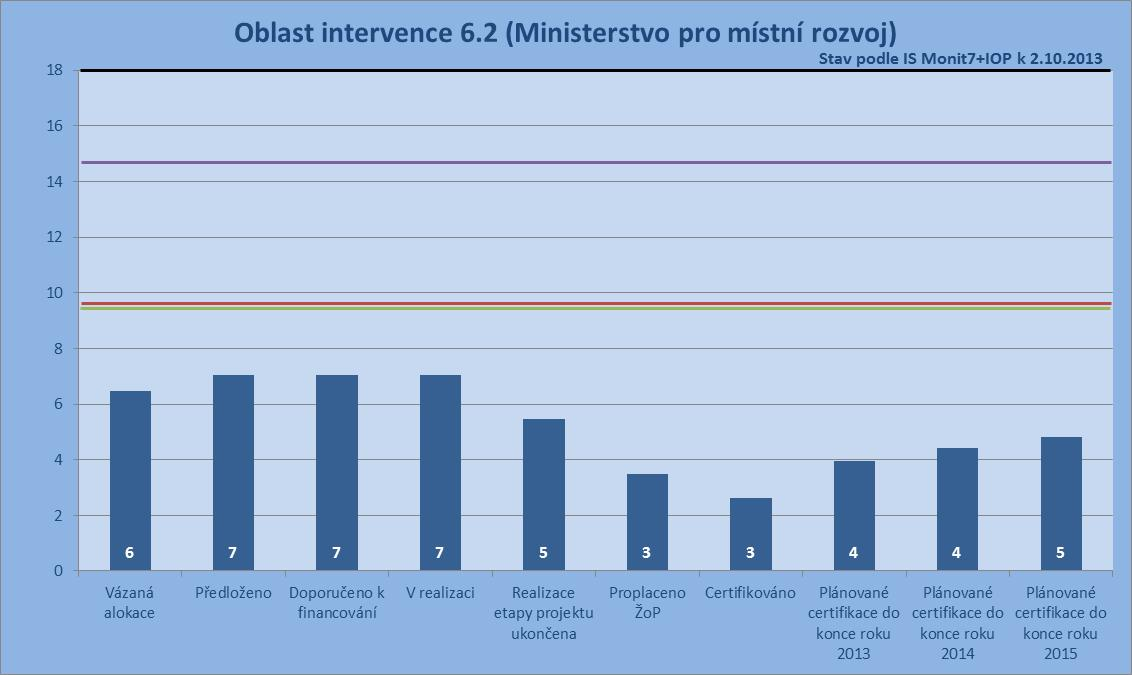 Oblast intervence 6.2 (Ministerstvo pro místní rozvoj)
Stav podle IS Monit7+IOP k 2.10.2013
18
16
14
12
10
8
6
4
2
0
6
7
7
7
5
3
3
4
4
5
Vázaná
alokace
Předloženo
Doporučeno k
financování
V realizaci
Realizace
etapy projektu
ukončena
Proplaceno
ŽoP
Certifikováno
Plánované
certifikace do
konce roku
2013
Plánované
certifikace do
konce roku
2014
Plánované
certifikace do
konce roku
2015